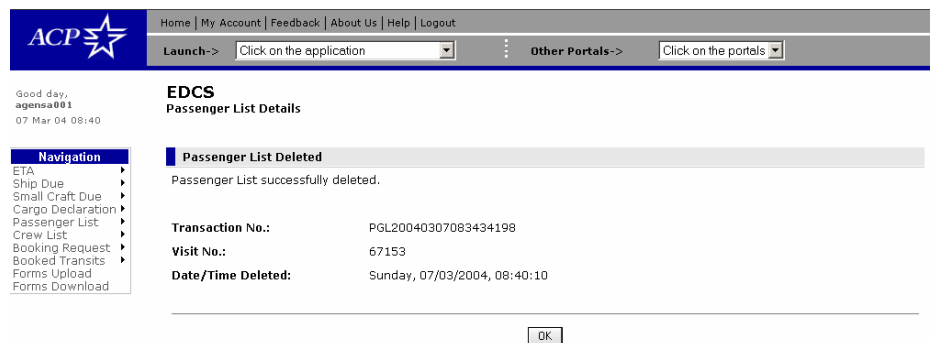 ACP
Home | My Account | Feedback | About Us | Help | Logout
Launch-> Click on the application Other Portals-> Click on the portals
Good day,
agensa001
07 Mar 04 08:40
EDCS
Passenger List Details
Navigation
ETA
Ship Due
Small Craft Due
Cargo Declaration
Passenger List
Crew List
Booking Request
Booked Transits
Forms Upload
Forms Download
Passenger List Deleted
Passenger List successfully deleted.
Transaction No.: PGL20040307083434198
Visit No.: 67153
Date/Time Deleted: Sunday, 07/03/2004, 08:40:10
OK